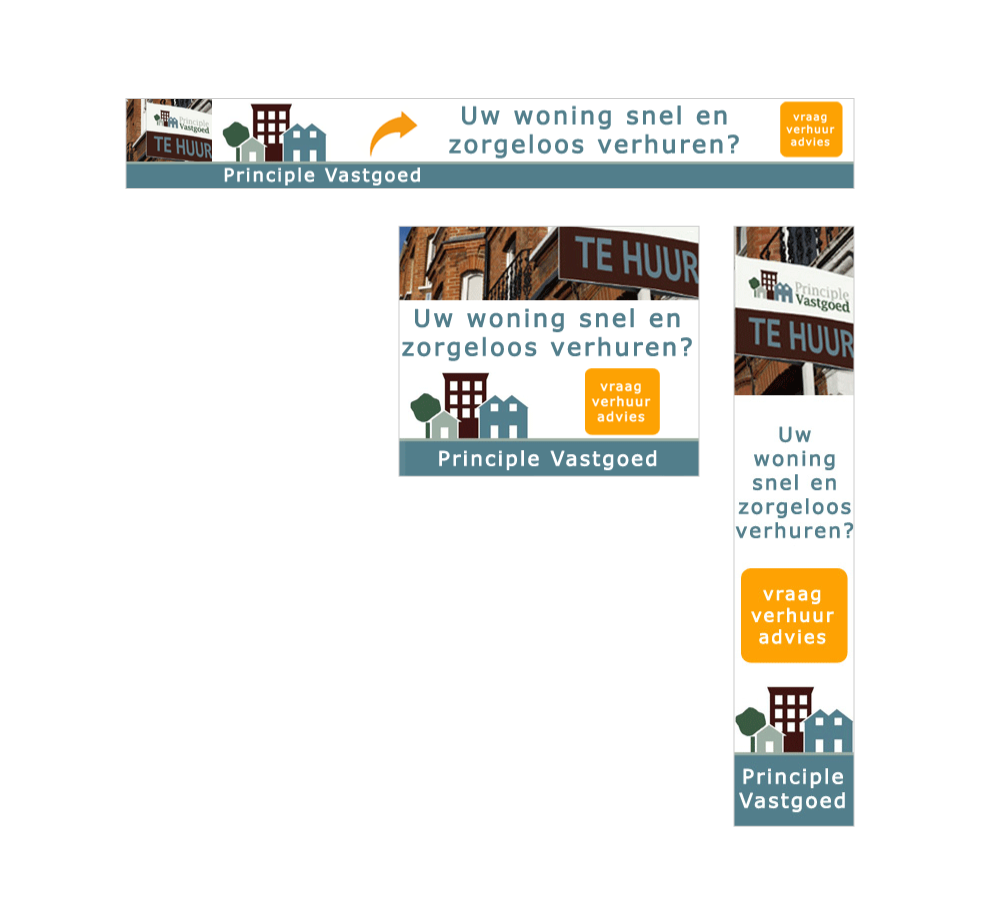 Principle
Vastgoed
TE HUUR
Uw woning snel en
zorgeloos verhuren?
vraag
verhuur
advies
Principle Vastgoed
TE HUUR
Uw woning snel en
zorgeloos verhuren?
vraag
verhuur
advies
Principle Vastgoed
Principle
Vastgoed
TE HUUR
Uw
woning
snel en
zorgeloos
verhuren?
vraag
verhuur
advies
Principle
Vastgoed